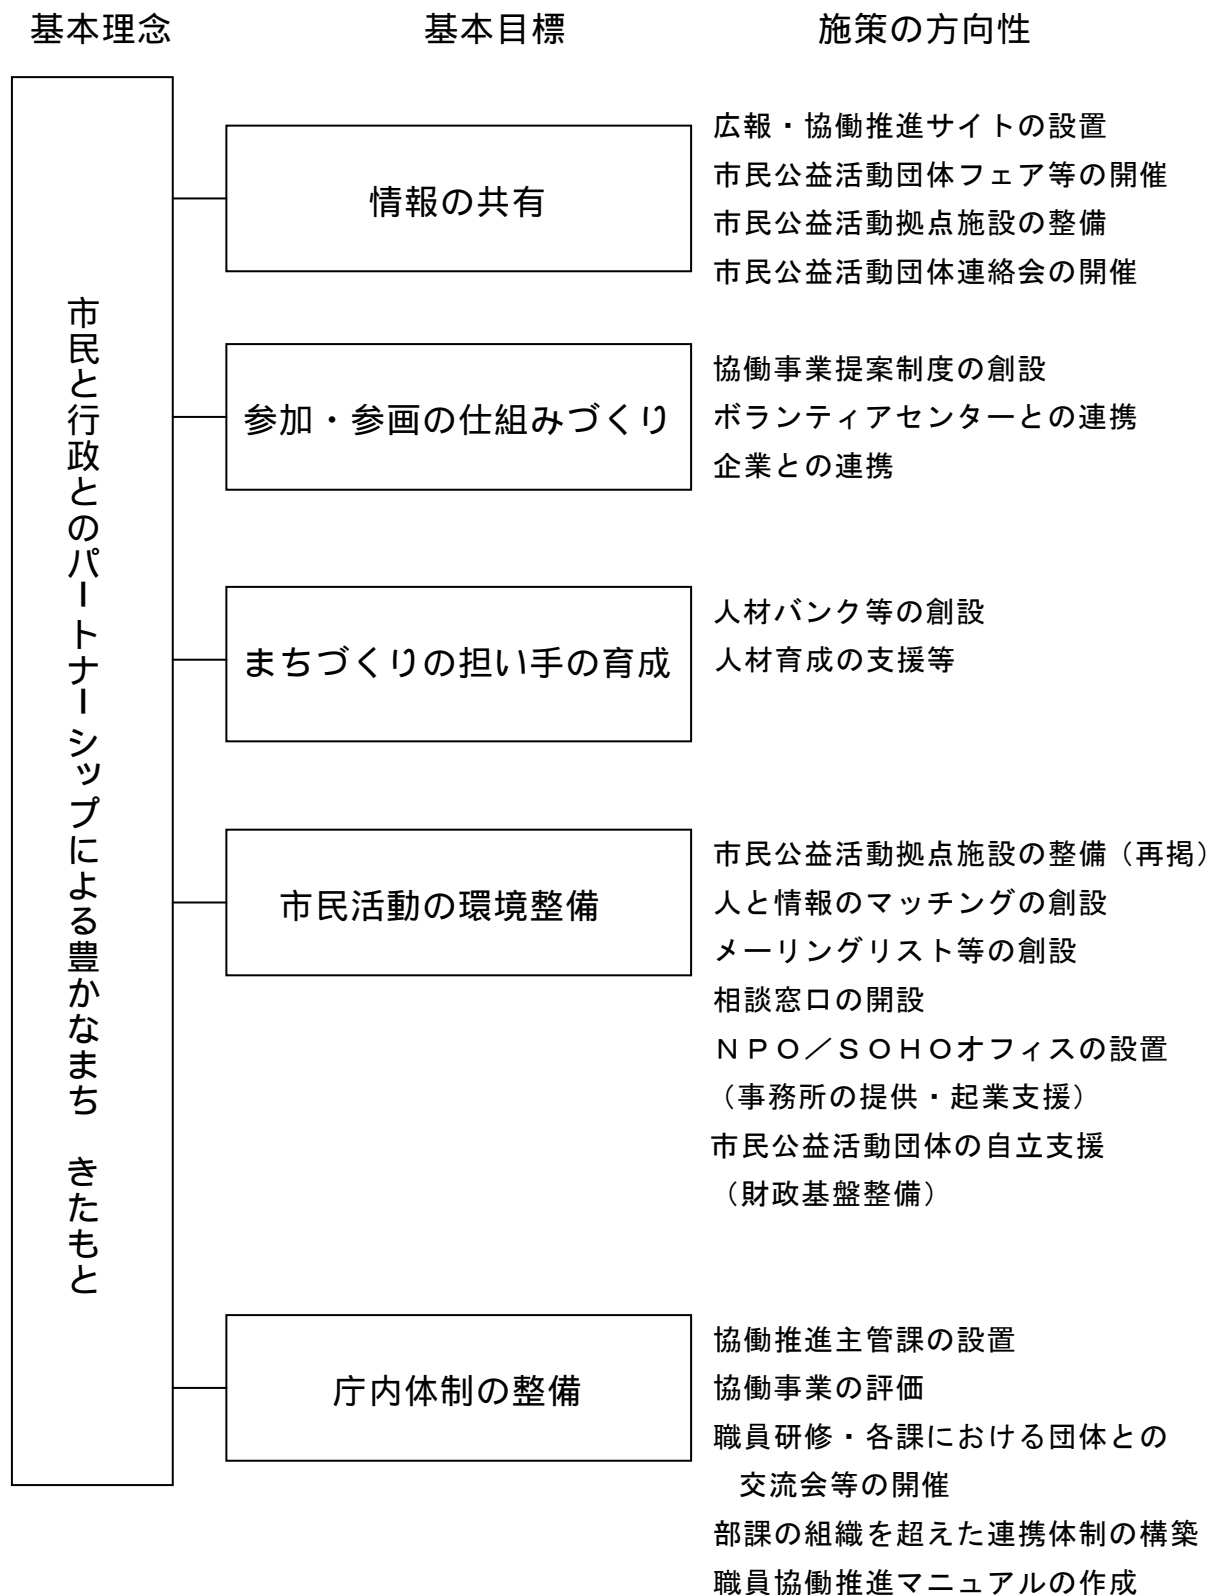 基本理念
基本目標
施策の方向性
市民と行政とのパートナーシップによる豊かなまち　きたもと
情報の共有
広報・協働推進サイトの設置
市民公益活動団体フェア等の開催
市民公益活動拠点施設の整備
市民公益活動団体連絡会の開催
参加・参画の仕組みづくり
協働事業提案制度の創設
ボランティアセンターとの連携
企業との連携
まちづくりの担い手の育成
人材バンク等の創設
人材育成の支援等
市民活動の環境整備
市民公益活動拠点施設の整備（再掲）
人と情報のマッチングの創設
メーリングリスト等の創設
相談窓口の開設
ＮＰＯ／ＳＯＨＯオフィスの設置
（事務所の提供・起業支援）
市民公益活動団体の自立支援
（財政基盤整備）
庁内体制の整備
協働推進主管課の設置
協働事業の評価
職員研修・各課における団体との
交流会等の開催
部課の組織を超えた連携体制の構築
職員協働推進マニュアルの作成